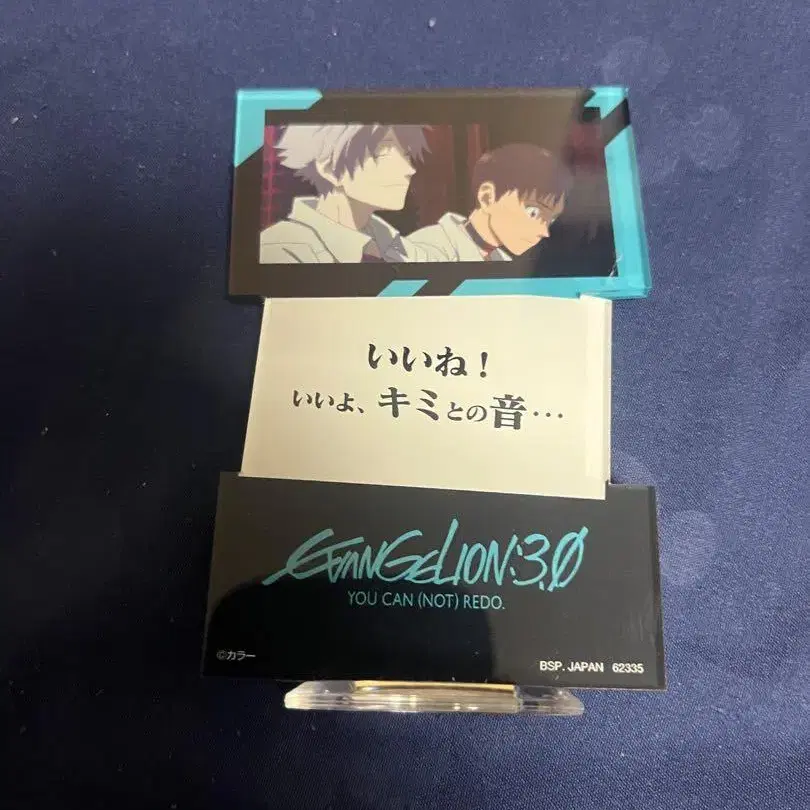 いいね!
いいよ、キミとの音…
EVANGELION:3.0
YOU CAN (NOT) REDO.
©カラー
BSP. JAPAN 62335